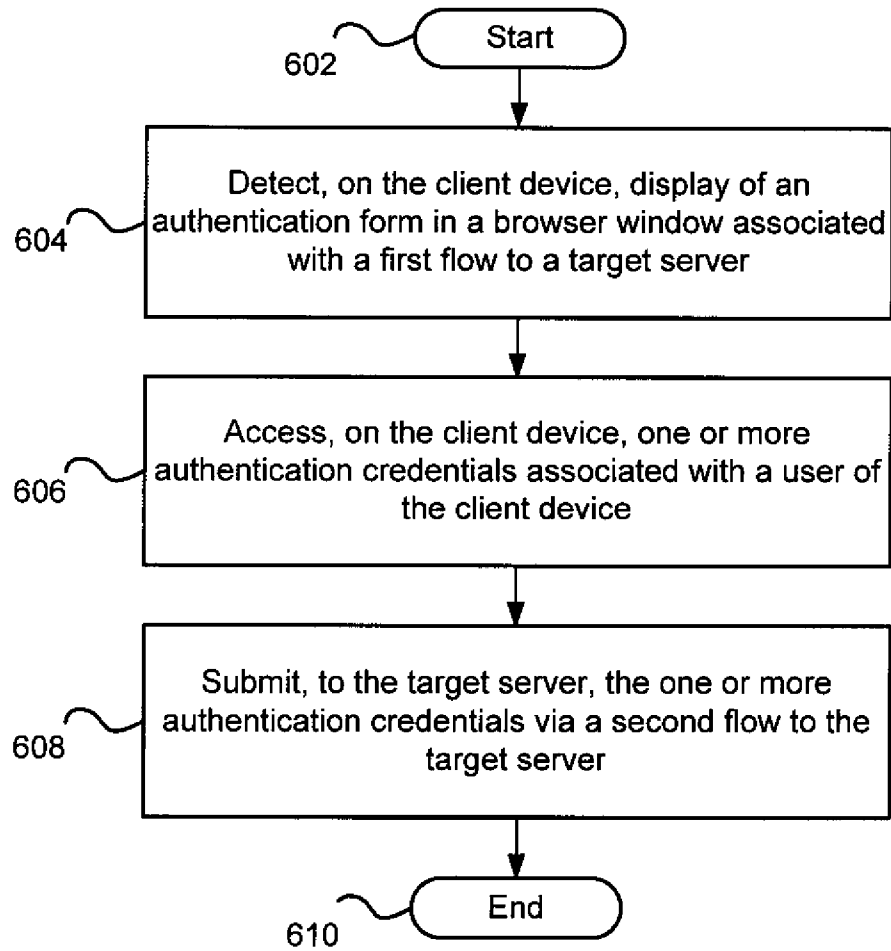 Start
602
Detect, on the client device, display of an
authentication form in a browser window associated
with a first flow to a target server
604
Access, on the client device, one or more
authentication credentials associated with a user of
the client device
606
Submit, to the target server, the one or more
authentication credentials via a second flow to the
target server
608
End
610